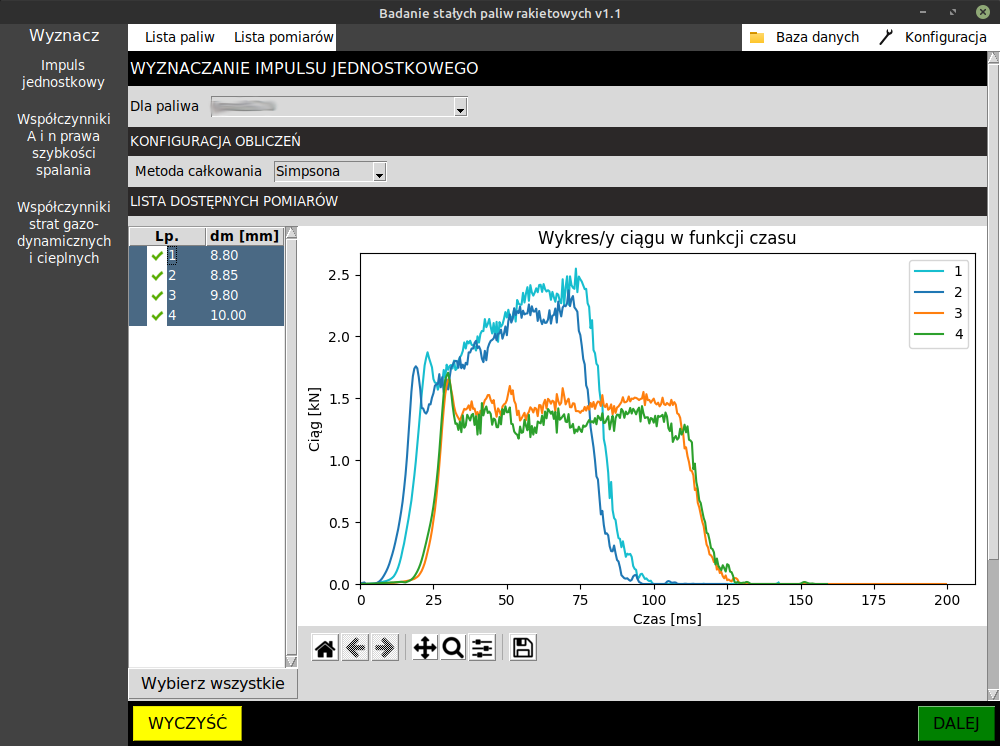 Badanie stałych paliw rakietowych v1.1
Wyznacz
Impuls
jednostkowy
Współczynniki
A i n prawa
szybkości
spalania
Współczynniki
strat gazo-
dynamicznych
i cieplnych
Lista paliw Lista pomiarów
Baza danych Konfiguracja
WYZNACZANIE IMPULSU JEDNOSTKOWEGO
Dla paliwa
KONFIGURACJA OBLICZEŃ
Metoda całkowania Simpsona
LISTA DOSTĘPNYCH POMIARÓW
Lp. dm [mm]
1 8.80
2 8.85
3 9.80
4 10.00
Wybierz wszystkie
Wykres/y ciągu w funkcji czasu
Ciąg [kN]
2.5
2.0
1.5
1.0
0.5
0.0
0 25 50 75 100 125 150 175 200
Czas [ms]
1
2
3
4
WYCZYŚĆ
DALEJ